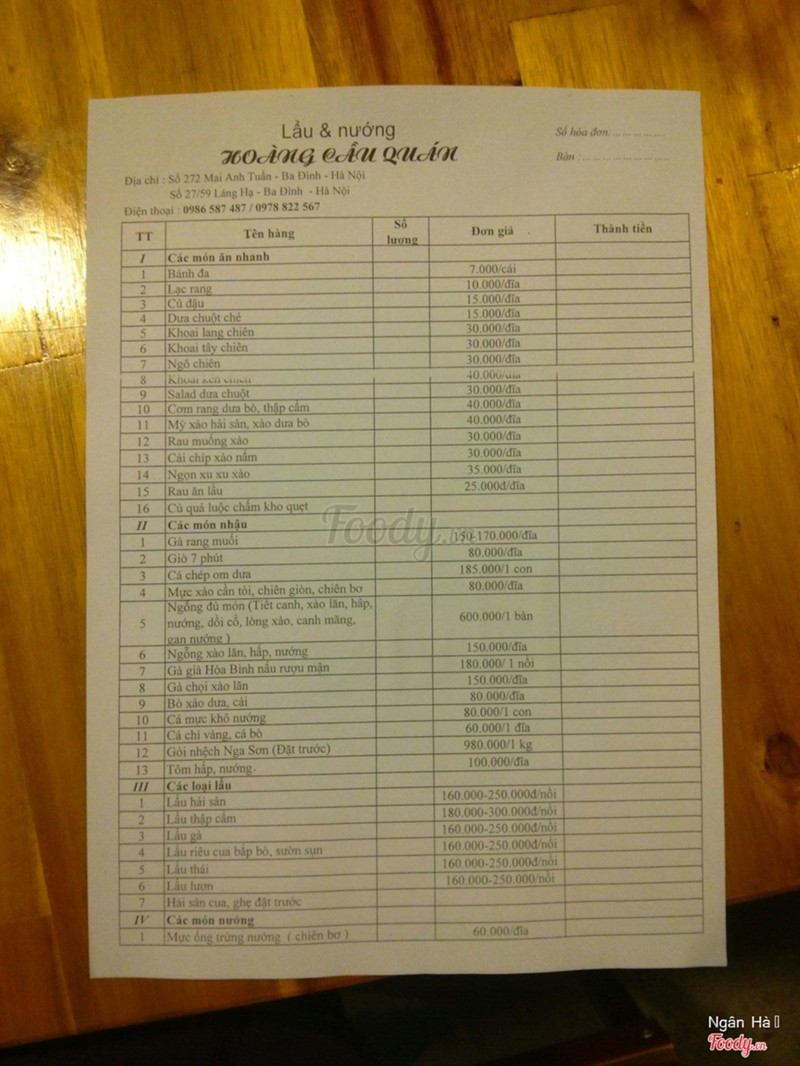 Lẩu & nướng
HOÀNG CẦU QUÁN
Số hóa đơn:................
Bàn :........................
Địa chỉ : Số 272 Mai Anh Tuấn - Ba Đình - Hà Nội
Số 27/59 Láng Hạ - Ba Đình - Hà Nội
Điện thoại : 0986 587 487 / 0978 822 567
TT Tên hàng Số lượng Đơn giá Thành tiền
I Các món ăn nhanh
1 Bánh đa 7.000/cái
2 Lạc rang 10.000/đĩa
3 Củ đậu 15.000/đĩa
4 Dưa chuột chẻ 15.000/đĩa
5 Khoai lang chiên 30.000/đĩa
6 Khoai tây chiên 30.000/đĩa
7 Ngô chiên 30.000/đĩa
8 Khoai 40.000/đĩa
9 Salad dưa chuột 30.000/đĩa
10 Cơm rang dưa bò, thập cẩm 40.000/đĩa
11 Mỳ xào hải sản, xào dưa bò 40.000/đĩa
12 Rau muống xào 30.000/đĩa
13 Cải chíp xào nấm 30.000/đĩa
14 Ngọn xu xu xào 35.000/đĩa
15 Rau ăn lẩu 25.000đ/đĩa
16 Củ quả luộc chấm kho quẹt
II Các món nhậu
1 Gà rang muối 150-170.000/đĩa
2 Giò 7 phút 80.000/đĩa
3 Cá chép om dưa 185.000/1 con
4 Mực xào cần tỏi, chiên giòn, chiên bơ 80.000/đĩa
5 Ngỗng đủ món (Tiết canh, xào lăn, hấp,
nướng, dồi cổ, lòng xào, canh măng, 600.000/1 bàn
gan nướng )
6 Ngỗng xào lăn, hấp, nướng 150.000/đĩa
7 Gà giả Hòa Bình nấu rượu mận 180.000/ 1 nồi
8 Gà chọi xào lăn 150.000/đĩa
9 Bò xào dưa, cải 80.000/đĩa
10 Cá mực khô nướng 80.000/1 con
11 Cá chỉ vàng, cá bò 60.000/1 đĩa
12 Gỏi nhệch Nga Sơn (Đặt trước) 980.000/1 kg
13 Tôm hấp, nướng. 100.000/đĩa
III Các loại lẩu
1 Lẩu hải sản 160.000-250.000đ/nồi
2 Lẩu thập cẩm 180.000-300.000đ/nồi
3 Lẩu gà 160.000-250.000đ/nồi
4 Lẩu riêu cua bắp bò, sườn sụn 160.000-250.000đ/nồi
5 Lẩu thái 160.000-250.000đ/nồi
6 Lẩu lươn 160.000-250.000/nồi
7 Hải sản cua, ghẹ đặt trước
IV Các món nướng
1 Mực ống trứng nướng ( chiên bơ ) 60.000/đĩa
Foody.vn
Ngân Hà
Foody.vn